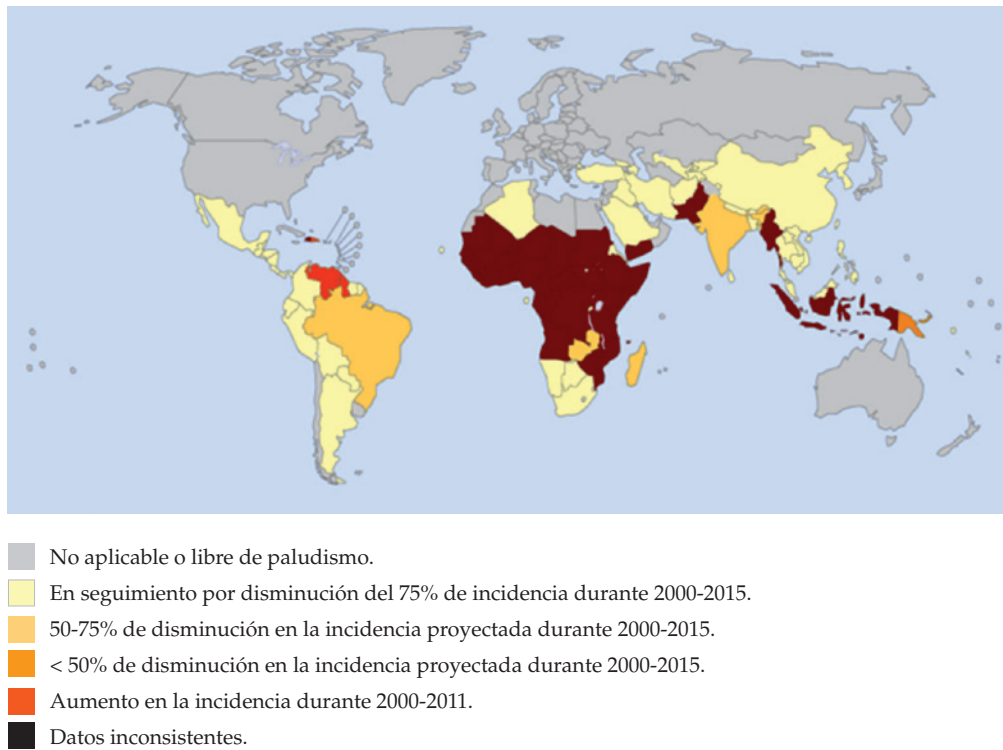 No aplicable o libre de paludismo.
En seguimiento por disminución del 75% de incidencia durante 2000-2015.
50-75% de disminución en la incidencia proyectada durante 2000-2015.
< 50% de disminución en la incidencia proyectada durante 2000-2015.
Aumento en la incidencia durante 2000-2011.
Datos inconsistentes.